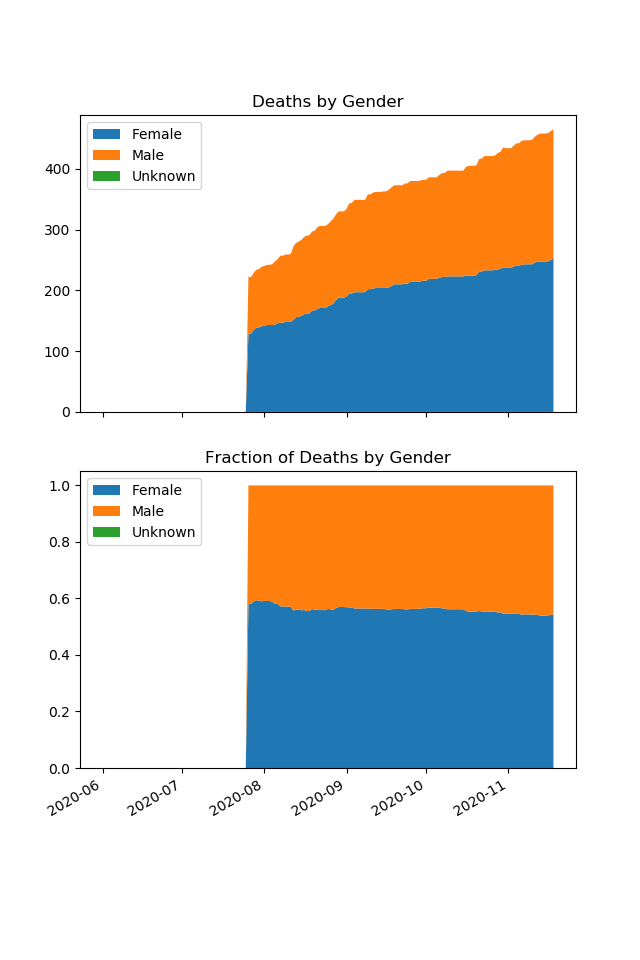 Deaths by Gender
Female
Male
Unknown
400
300
200
100
0
Fraction of Deaths by Gender
Female
Male
Unknown
1.0
0.8
0.6
0.4
0.2
0.0
2020-06 2020-07 2020-08 2020-09 2020-10 2020-11